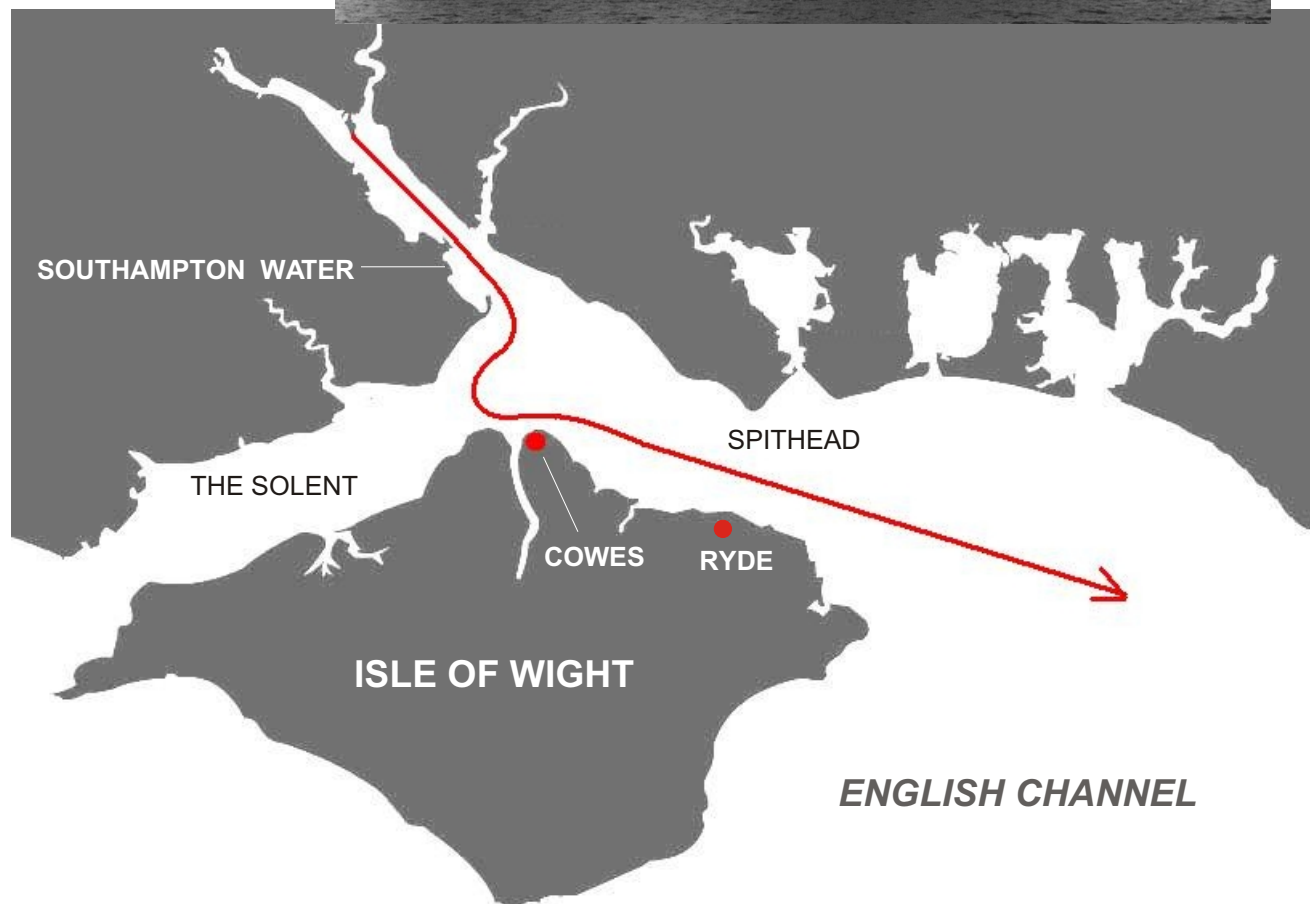 SOUTHAMPTON WATER
SPITHEAD
THE SOLENT
COWES
RYDE
ISLE OF WIGHT
ENGLISH CHANNEL